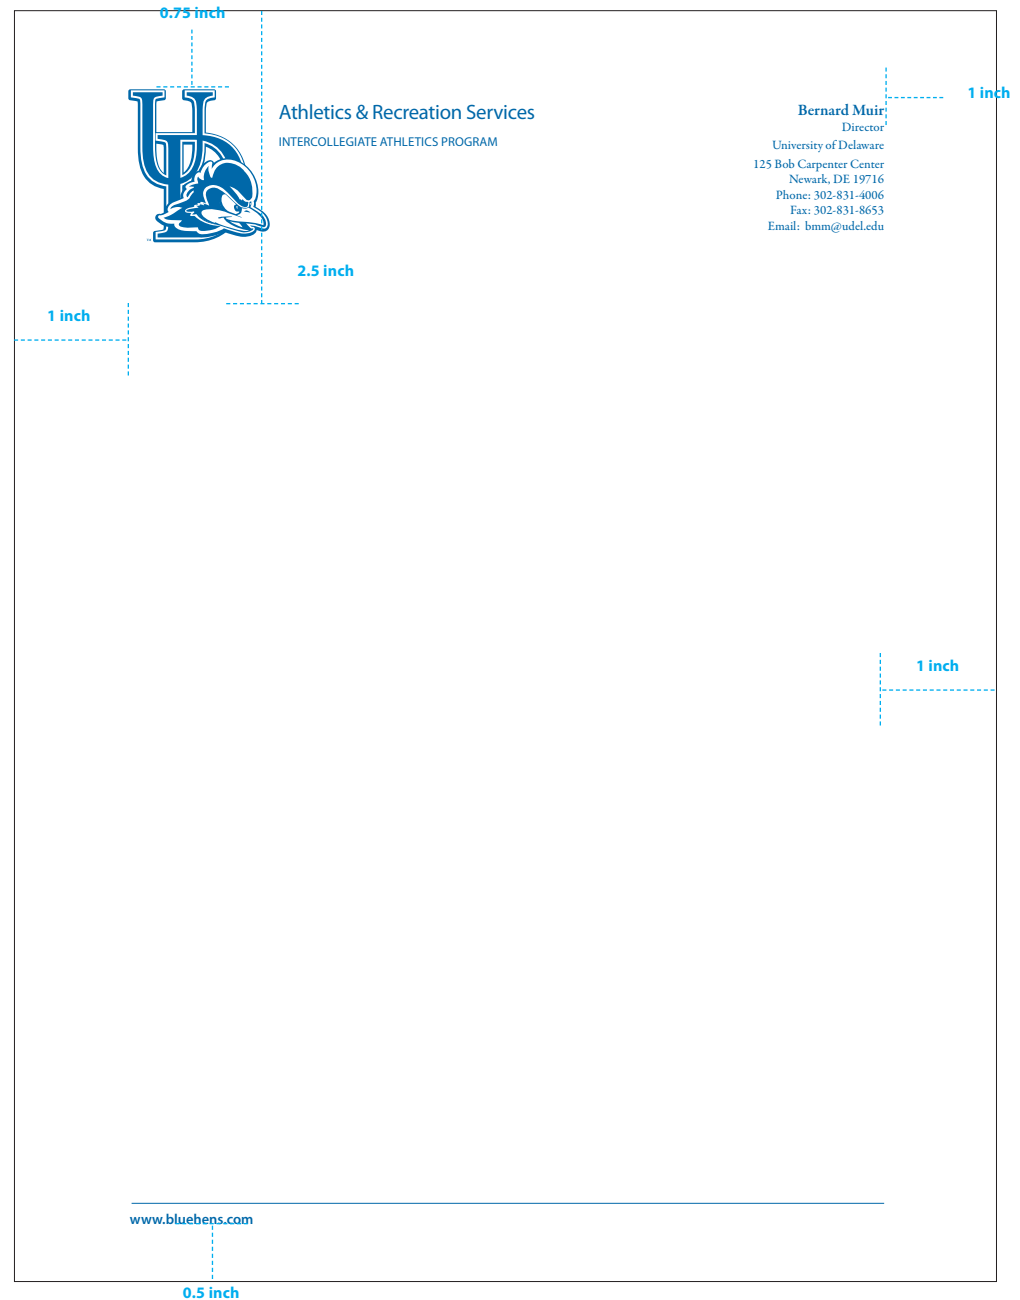 0.75 inch
1 inch
UD
Athletics & Recreation Services
INTERCOLLEGIATE ATHLETICS PROGRAM
Bernard Muir
Director
University of Delaware
125 Bob Carpenter Center
Newark, DE 19716
Phone: 302-831-4006
Fax: 302-831-8653
Email: bmm@udel.edu
TM
2.5 inch
1 inch
1 inch
www.bluehens.com
0.5 inch